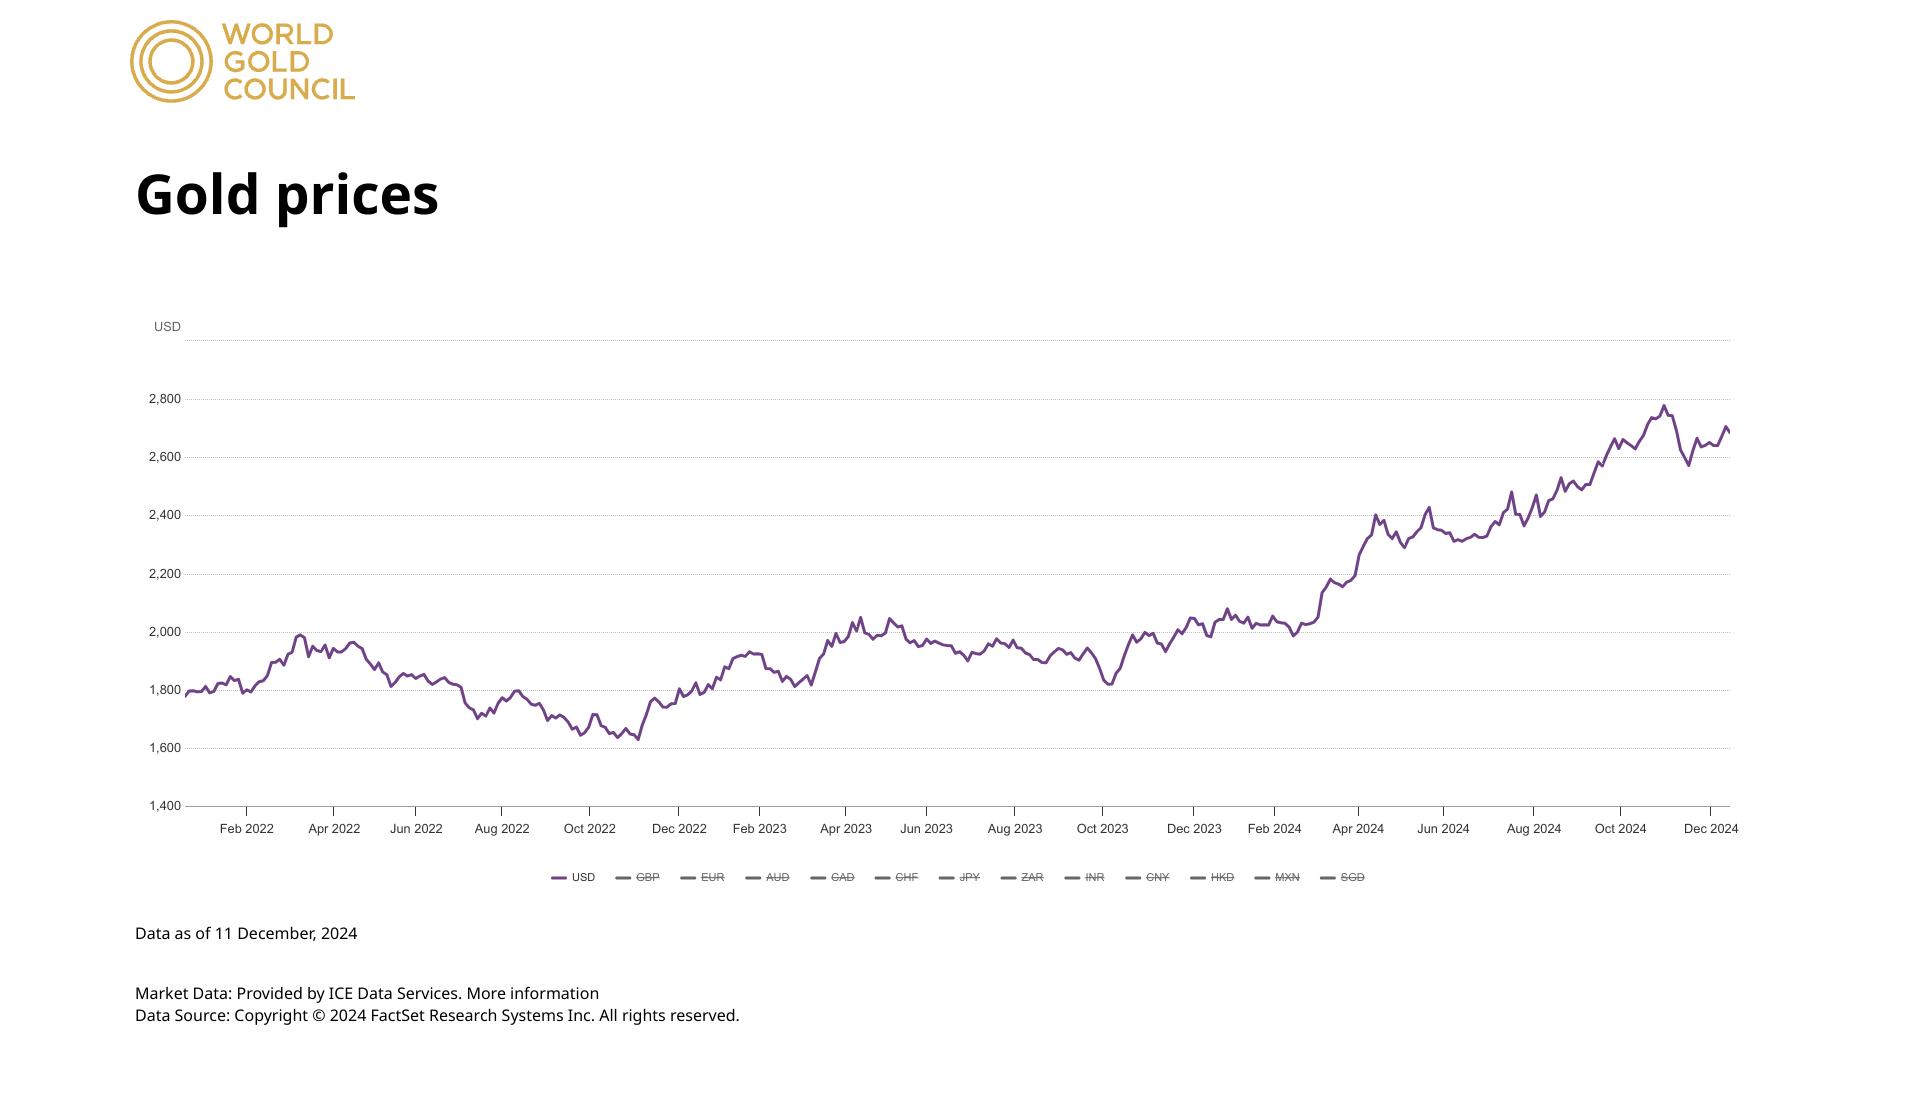 WORLD
GOLD
COUNCIL
Gold prices
USD
2,800
2,600
2,400
2,200
2,000
1,800
1,600
1,400
Feb 2022 Apr 2022 Jun 2022 Aug 2022 Oct 2022 Dec 2022 Feb 2023 Apr 2023 Jun 2023 Aug 2023 Oct 2023 Dec 2023 Feb 2024 Apr 2024 Jun 2024 Aug 2024 Oct 2024 Dec 2024
USD GBP EUR AUD CAD CHF JPY ZAR INR CNY HKD MXN SGD
Data as of 11 December, 2024
Market Data: Provided by ICE Data Services. More information
Data Source: Copyright © 2024 FactSet Research Systems Inc. All rights reserved.